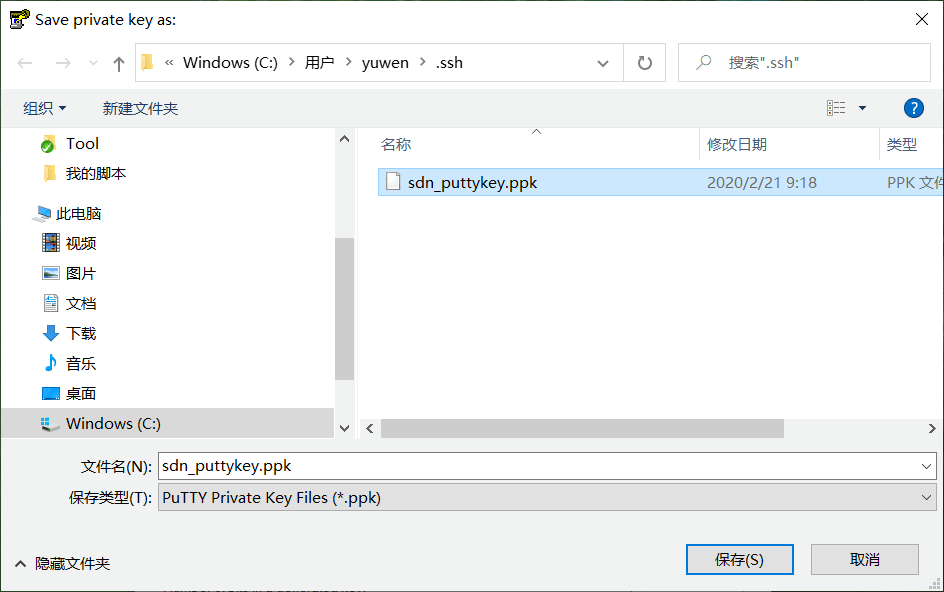 Save private key as:
« Windows (C:) > 用户 > yuwen > .ssh
搜索".ssh"
组织
新建文件夹
Tool
我的脚本
此电脑
视频
图片
文档
下载
音乐
桌面
Windows (C:)
名称 修改日期 类型
sdn_puttykey.ppk 2020/2/21 9:18 PPK 文件
文件名(N): sdn_puttykey.ppk
保存类型(T): PuTTY Private Key Files (*.ppk)
隐藏文件夹
保存(S)
取消